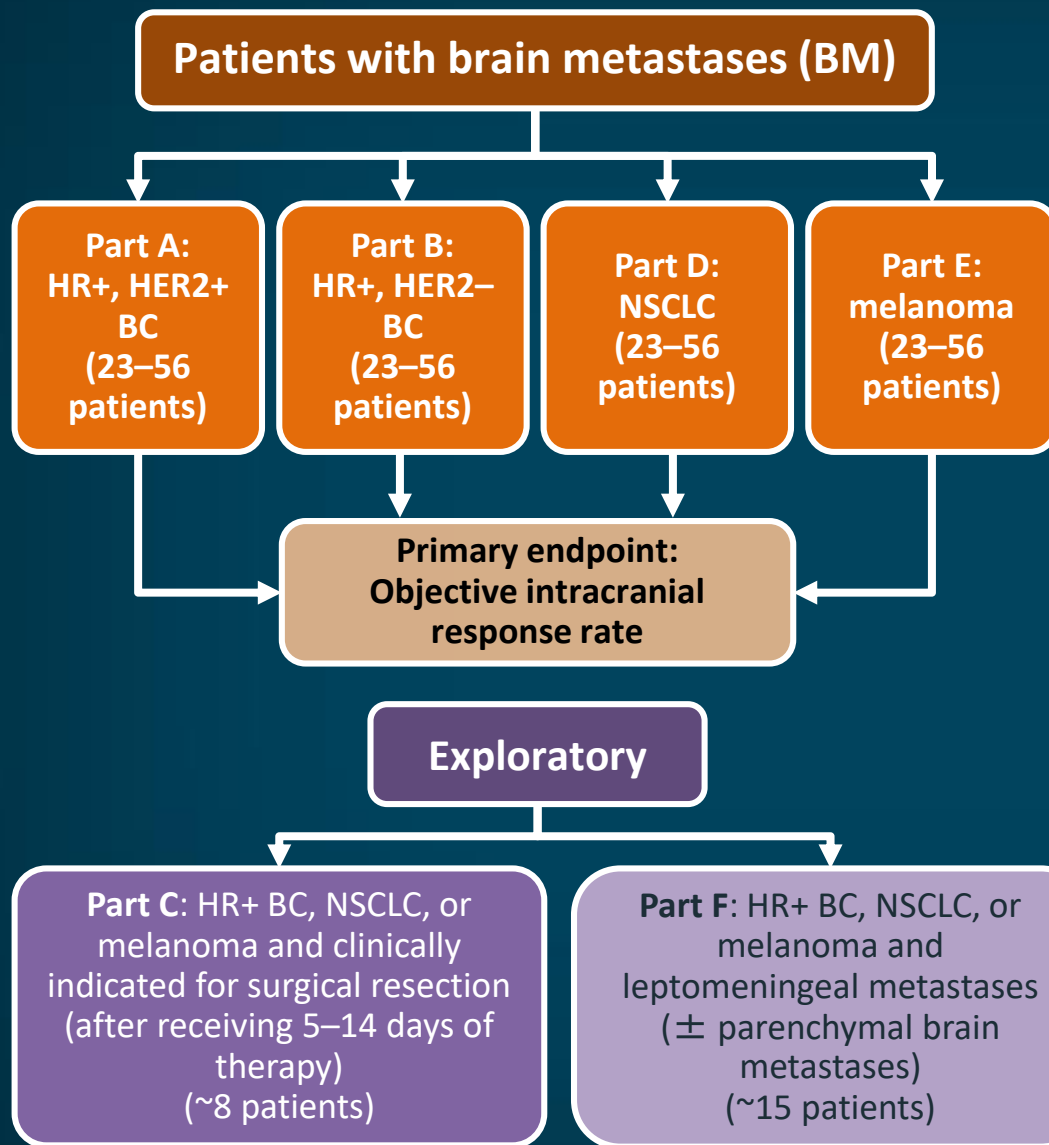 Patients with brain metastases (BM)
Part A:
HR+, HER2+
BC
(23–56
patients)
Part B:
HR+, HER2–
BC
(23–56
patients)
Part D:
NSCLC
(23–56
patients)
Part E:
melanoma
(23–56
patients)
Primary endpoint:
Objective intracranial
response rate
Exploratory
Part C: HR+ BC, NSCLC, or
melanoma and clinically
indicated for surgical resection
(after receiving 5–14 days of
therapy)
(~8 patients)
Part F: HR+ BC, NSCLC, or
melanoma and
leptomeningeal metastases
(± parenchymal brain
metastases)
(~15 patients)